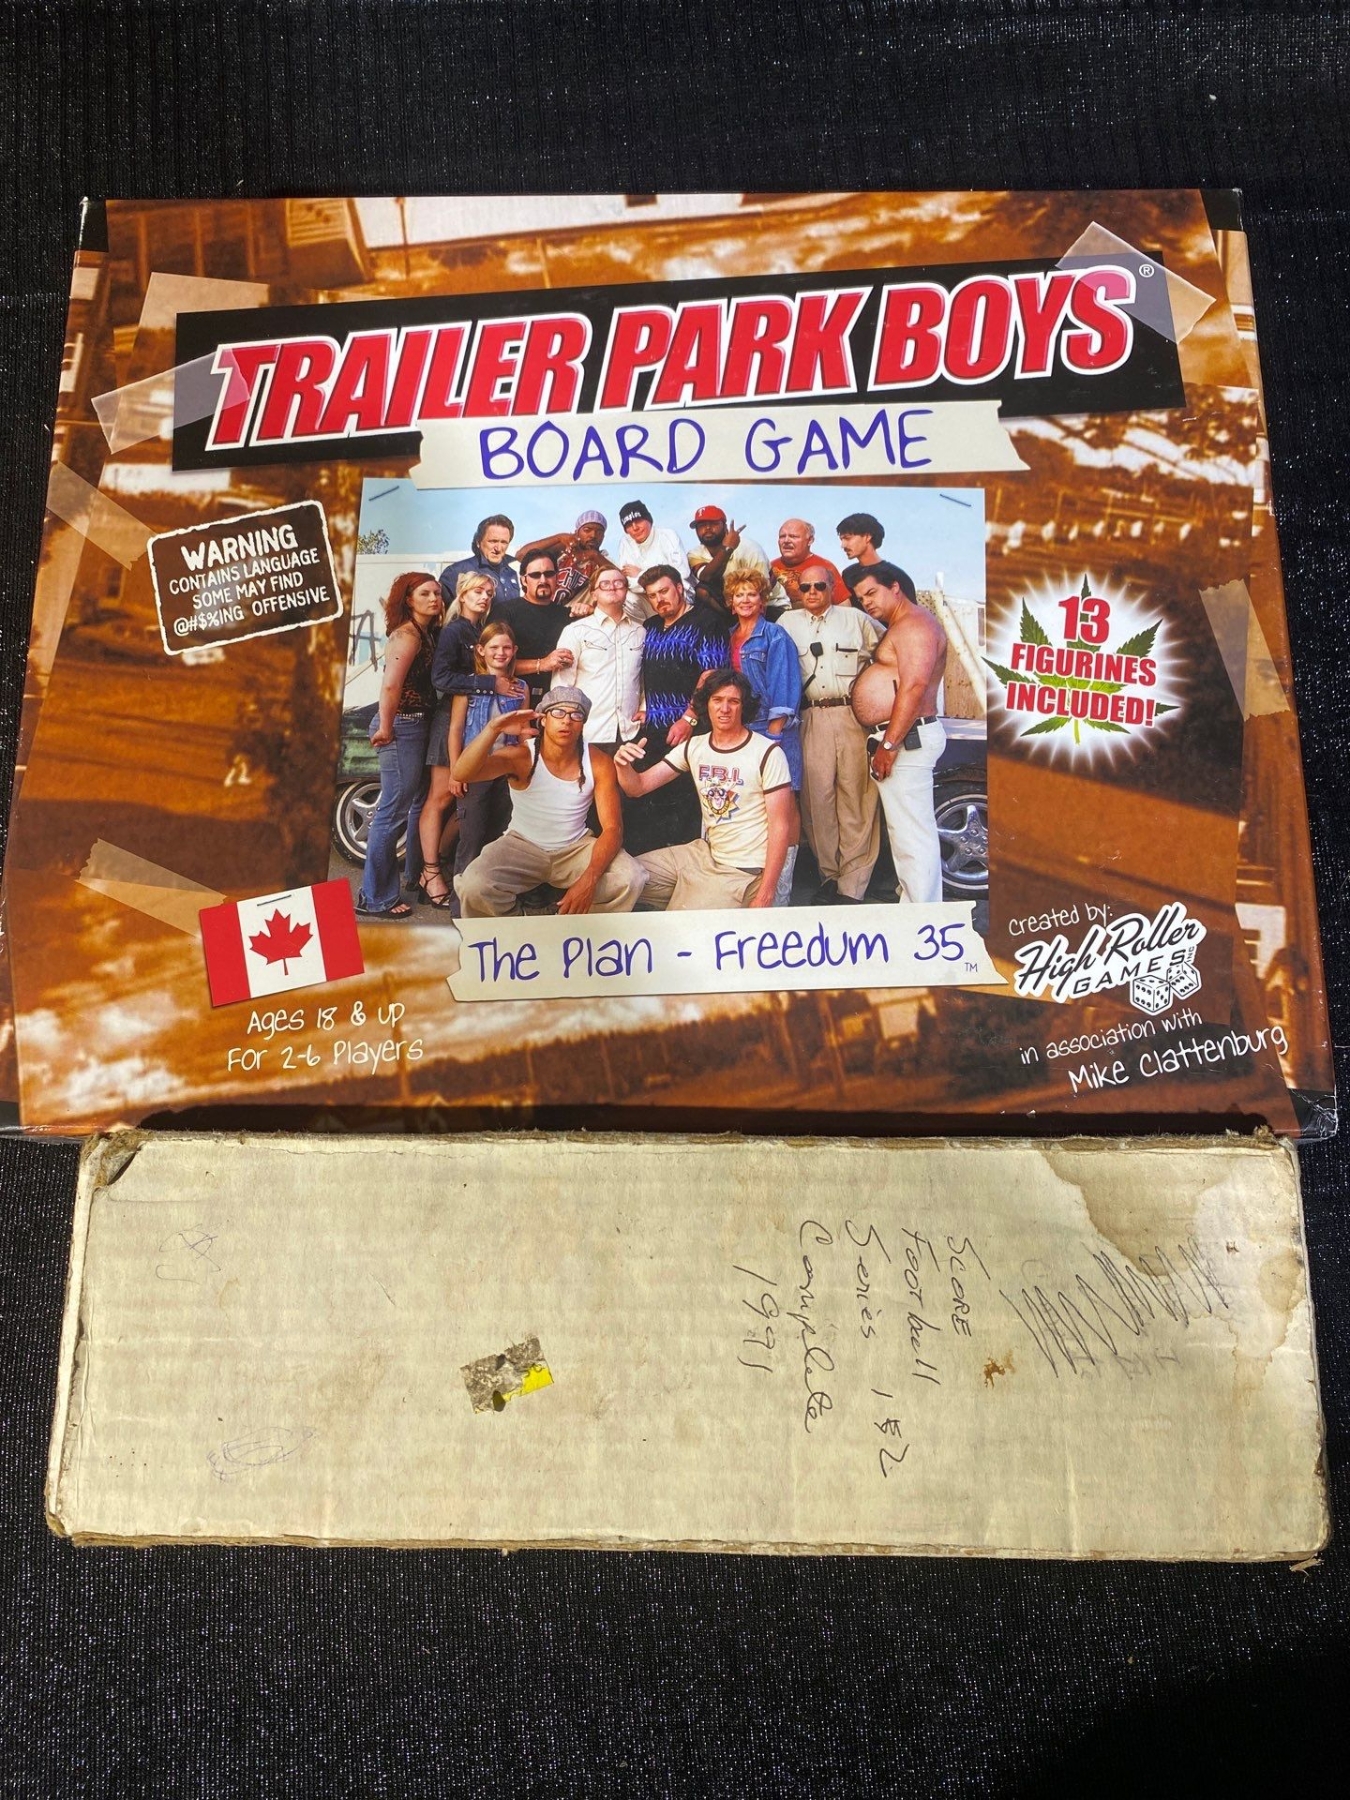 TRAILER PARK BOYS®
BOARD GAME
WARNING
CONTAINS LANGUAGE
SOME MAY FIND
@#$%ING OFFENSIVE
13
FIGURINES
INCLUDED!
F.B.I.
The Plan - Freedum 35™
Ages 18 & up
For 2-6 Players
created by:
High Roller
GAMES
in association with
Mike Clattenburg
SCORE
Football
Series 1&2
Complete
1991